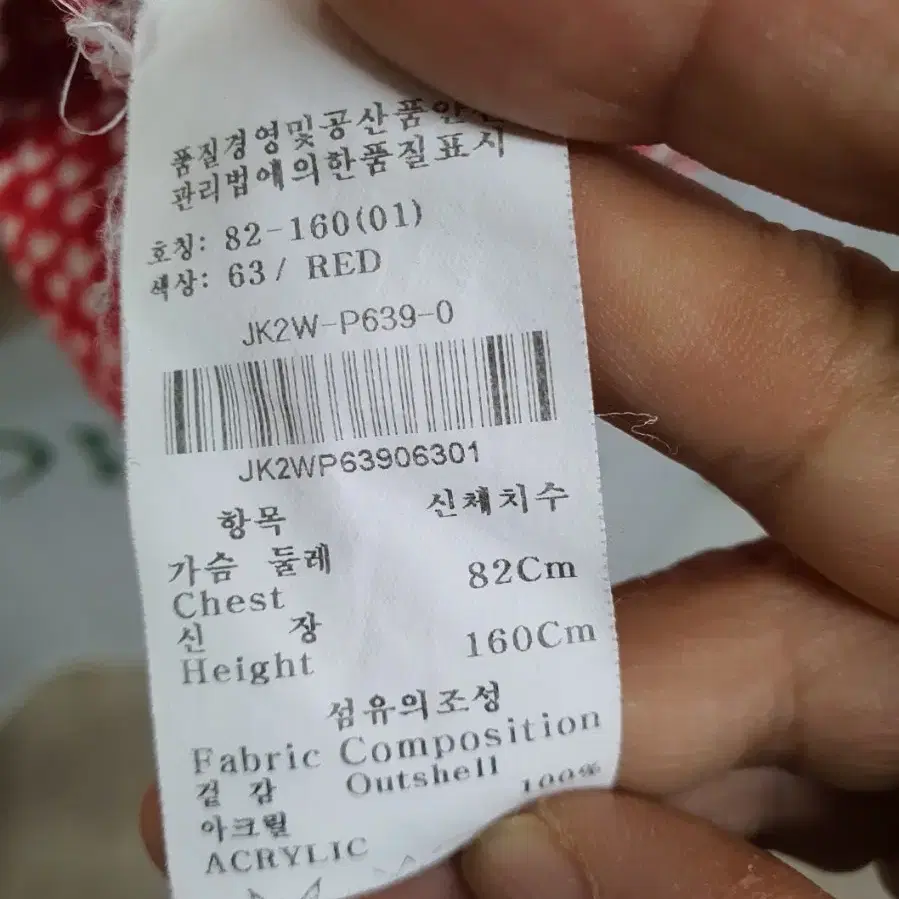 품질경영및공산품안전
관리법에의한품질표시
호칭: 82-160(01)
색상: 63/ RED
JK2W-P639-0
JK2WP63906301
항목 신체치수
가슴 둘레 82Cm
Chest
신 장 160Cm
Height
섬유의조성
Fabric Composition
겉 감 Outshell
아크릴 100%
ACRYLIC